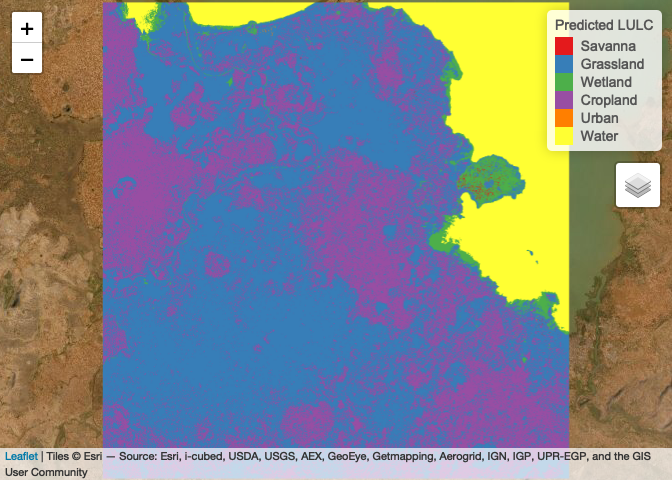 +
−
Predicted LULC
Savanna
Grassland
Wetland
Cropland
Urban
Water
Leaflet | Tiles © Esri — Source: Esri, i-cubed, USDA, USGS, AEX, GeoEye, Getmapping, Aerogrid, IGN, IGP, UPR-EGP, and the GIS
User Community